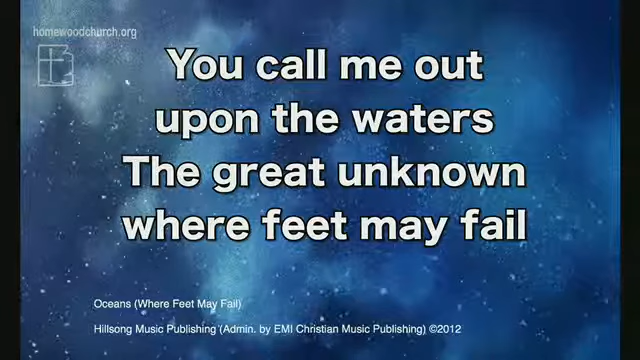 homewoodchurch.org
You call me out
upon the waters
The great unknown
where feet may fail
Oceans (Where Feet May Fail)
Hillsong Music Publishing (Admin. by EMI Christian Music Publishing) ©2012